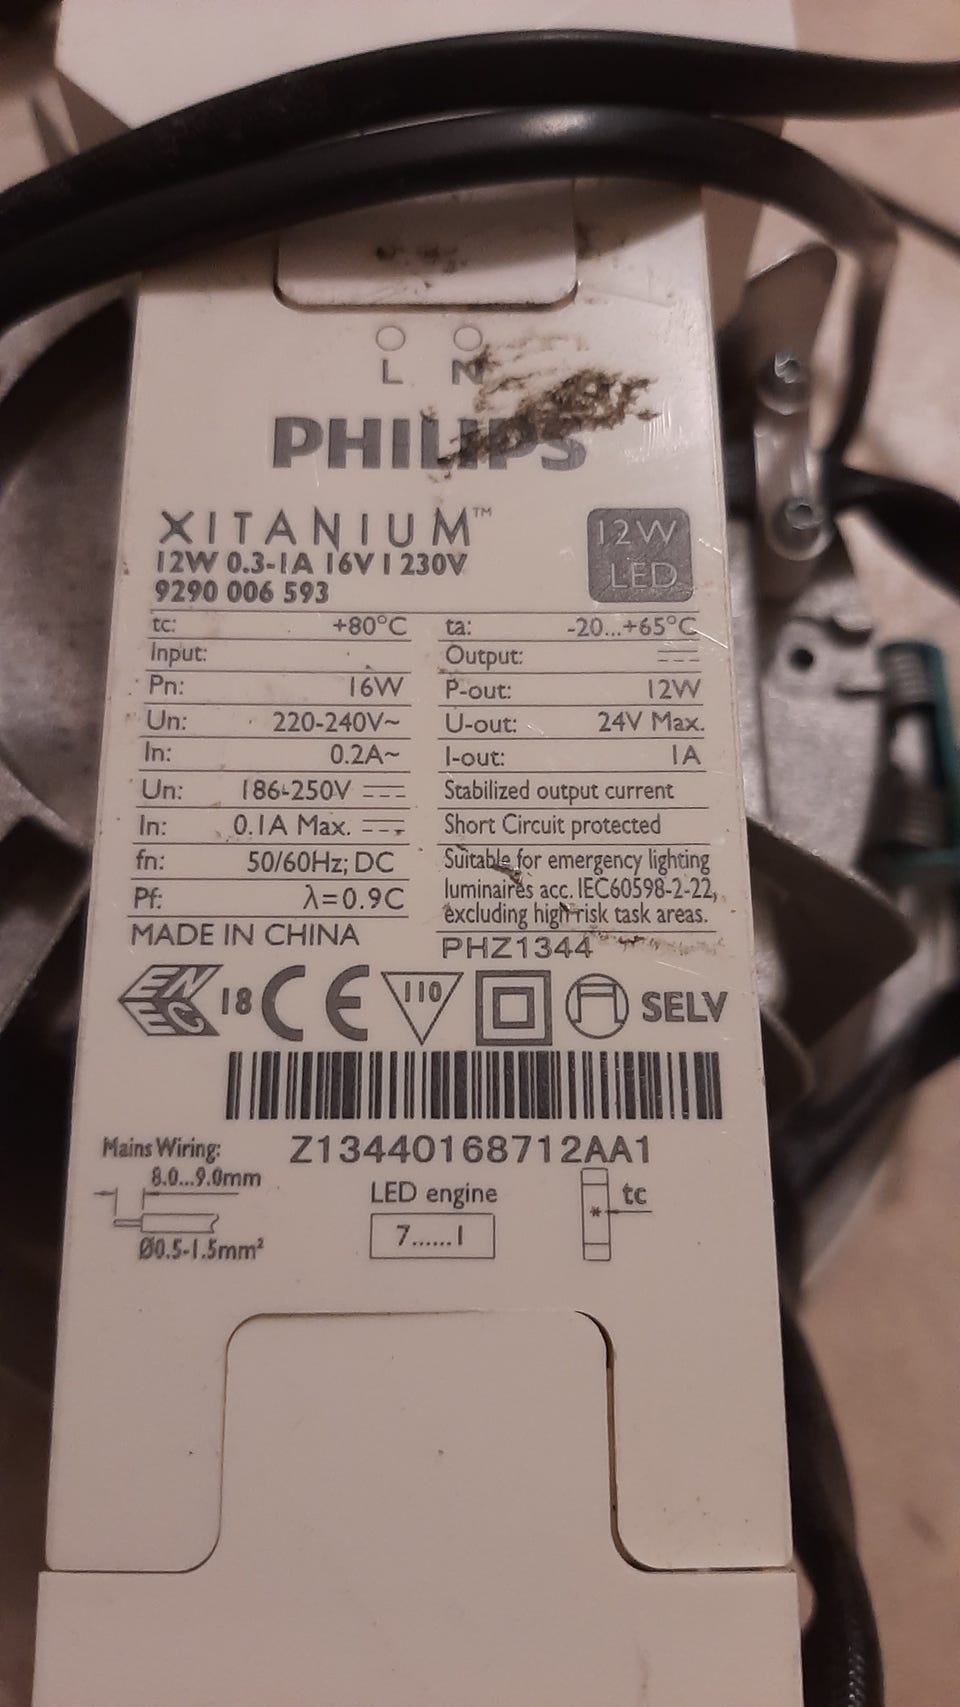 L N
PHILIPS
XITANIUM™
12W 0.3-1A 16V I 230V
9290 006 593
12W
LED
tc: +80°C
Input:
Pn: 16W
Un: 220-240V~
In: 0.2A~
Un: 186-250V
In: 0.1A Max.
fn: 50/60Hz; DC
Pf: λ=0.9C
MADE IN CHINA
ta: -20...+65°C
Output:
P-out: 12W
U-out: 24V Max.
I-out: 1A
Stabilized output current
Short Circuit protected
Suitable for emergency lighting
luminaires acc. IEC60598-2-22,
excluding high risk task areas.
PHZ1344
ENEC 18 CE 110 SELV
Z13440168712AA1
Mains Wiring:
8.0...9.0mm
Ø0.5-1.5mm²
LED engine
7......1
* tc